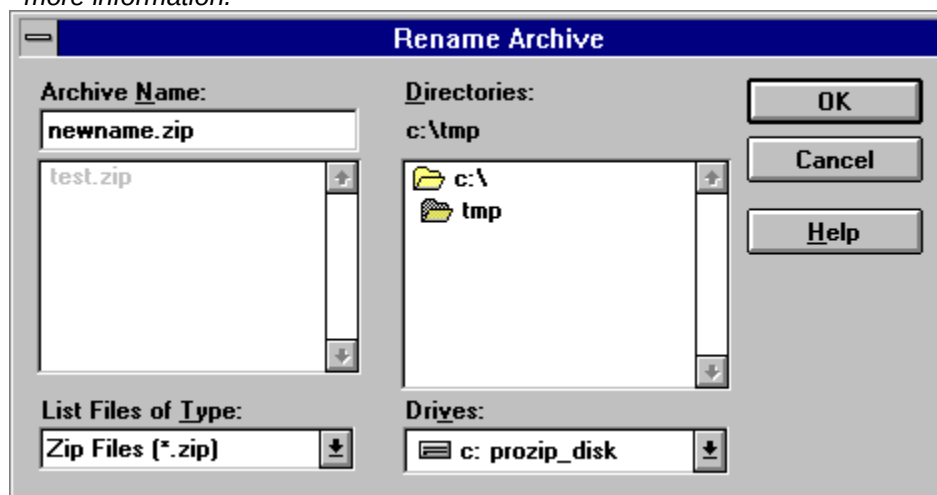 more information.
Rename Archive
Archive Name:
newname.zip
test.zip
List Files of Type:
Zip Files (*.zip)
Directories:
c:\tmp
c:\
tmp
Drives:
c: prozip_disk
OK
Cancel
Help